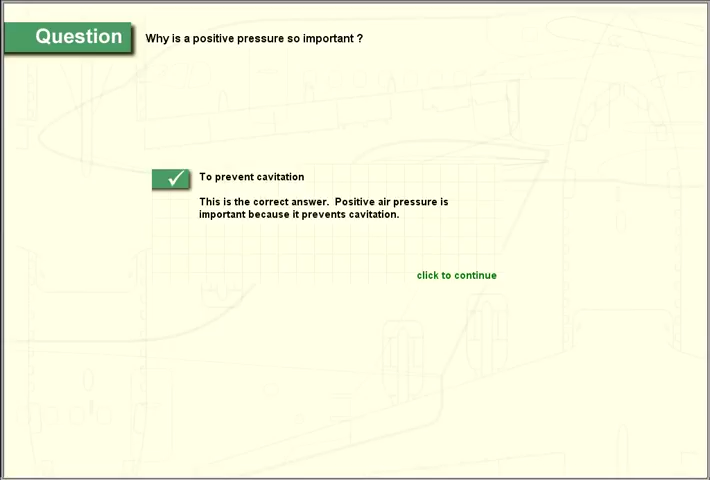 Question
Why is a positive pressure so important ?
To prevent cavitation
This is the correct answer.  Positive air pressure is
important because it prevents cavitation.
click to continue